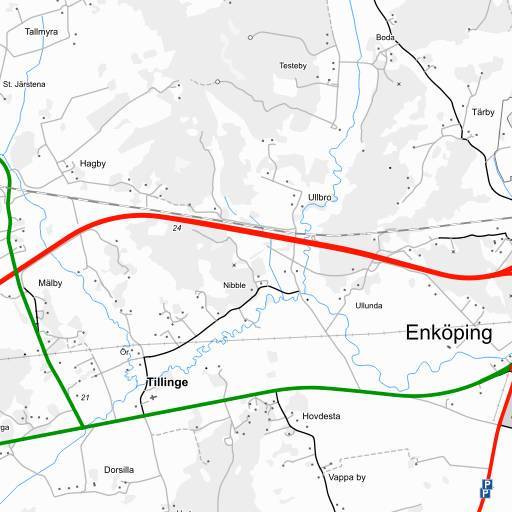 Tallmyra
Boda
Testeby
St. Järstena
Tärby
Hagby
Ullbro
24
Mälby
Nibble
Ullunda
Enköping
Ör
Tillinge
21
Hovdesta
Dorsilla
Vappa by
P
P